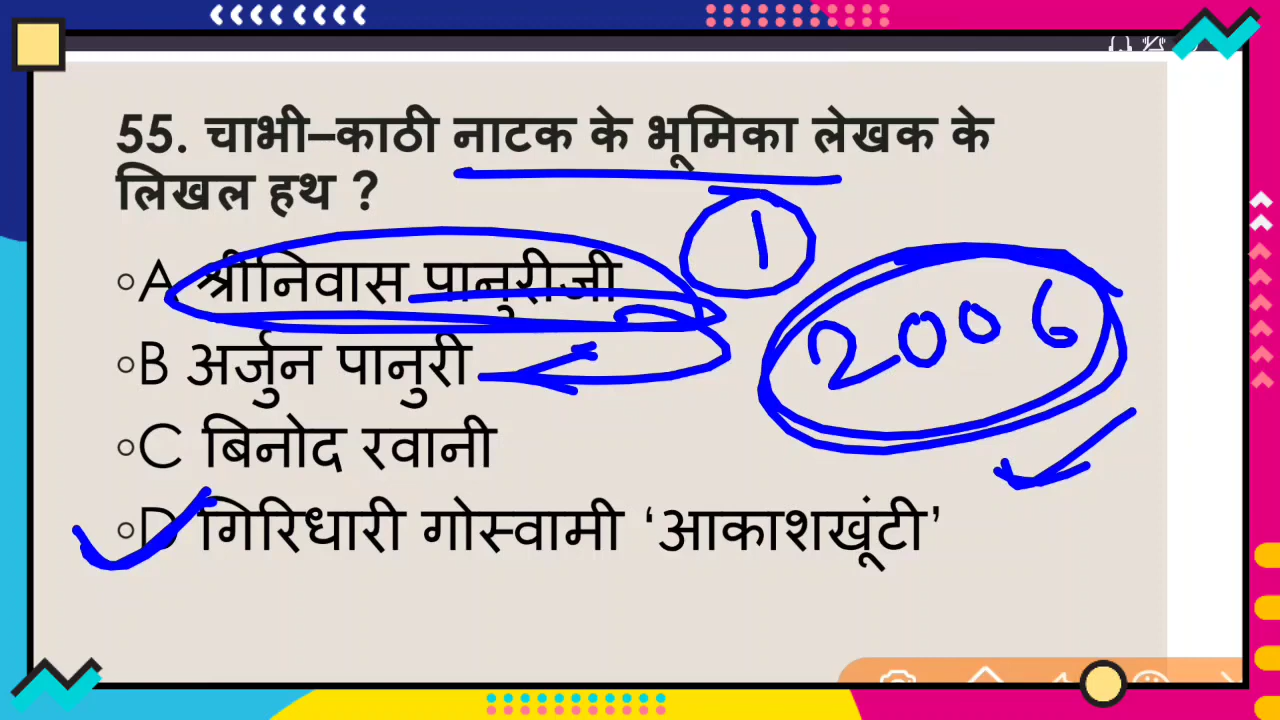 55. चाभी–काठी नाटक के भूमिका लेखक के
लिखल हथ ?
A श्रीनिवास पानुरीजी
1
B अर्जुन पानुरी
2006
C बिनोद रवानी
D गिरिधारी गोस्वामी ‘आकाशखूंटी’